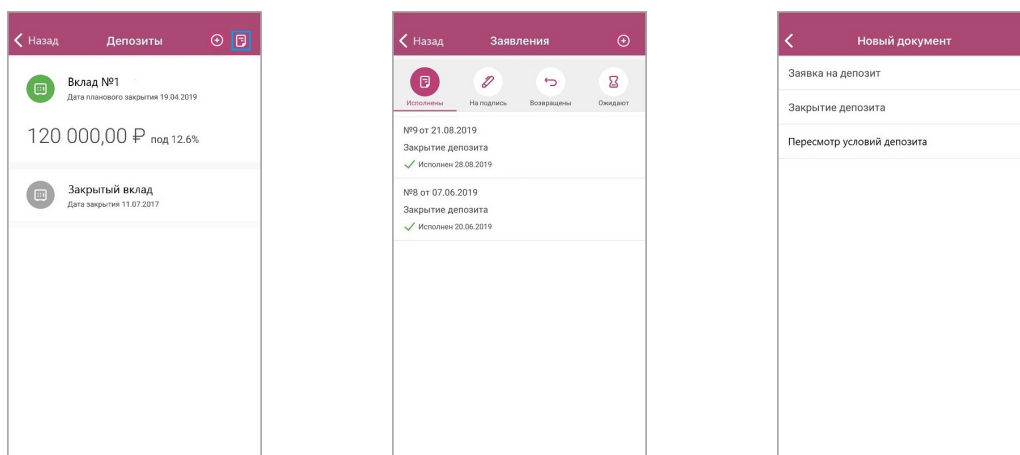 Назад
Депозиты
Вклад №1
Дата планового закрытия 19.04.2019
120 000,00 ₽ под 12.6%
Закрытый вклад
Дата закрытия 11.07.2017
Назад
Заявления
Исполнены
На подпись
Возвращены
Ожидают
№9 от 21.08.2019
Закрытие депозита
Исполнен 28.08.2019
№8 от 07.06.2019
Закрытие депозита
Исполнен 20.06.2019
Новый документ
Заявка на депозит
Закрытие депозита
Пересмотр условий депозита